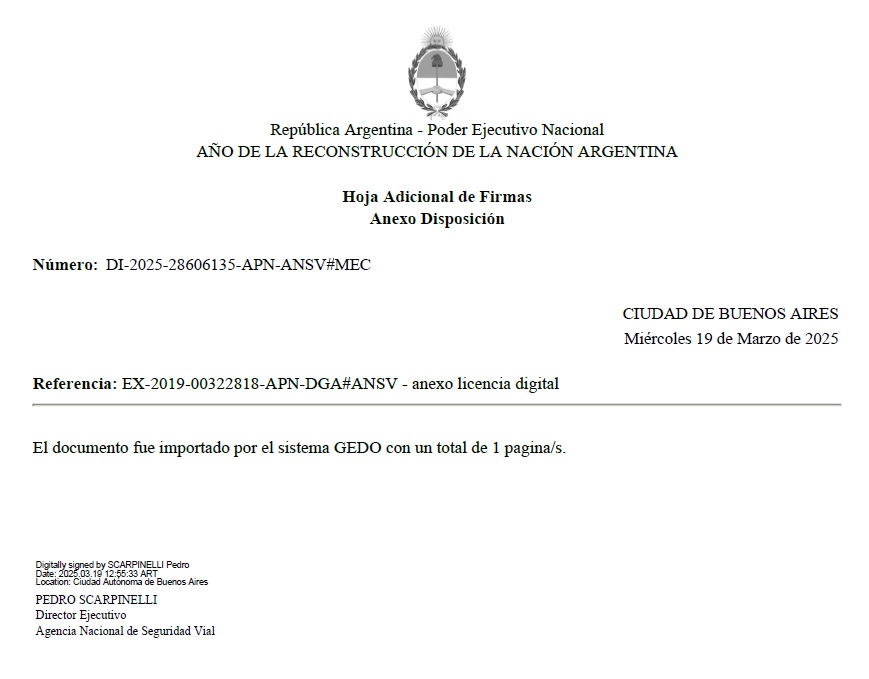 República Argentina - Poder Ejecutivo Nacional
AÑO DE LA RECONSTRUCCIÓN DE LA NACIÓN ARGENTINA
Hoja Adicional de Firmas
Anexo Disposición
Número: DI-2025-28606135-APN-ANSV#MEC
CIUDAD DE BUENOS AIRES
Miércoles 19 de Marzo de 2025
Referencia: EX-2019-00322818-APN-DGA#ANSV - anexo licencia digital
El documento fue importado por el sistema GEDO con un total de 1 pagina/s.
Digitally signed by SCARPINELLI Pedro
Date: 2025.03.19 12:55:33 ART
Location: Ciudad Autónoma de Buenos Aires
PEDRO SCARPINELLI
Director Ejecutivo
Agencia Nacional de Seguridad Vial